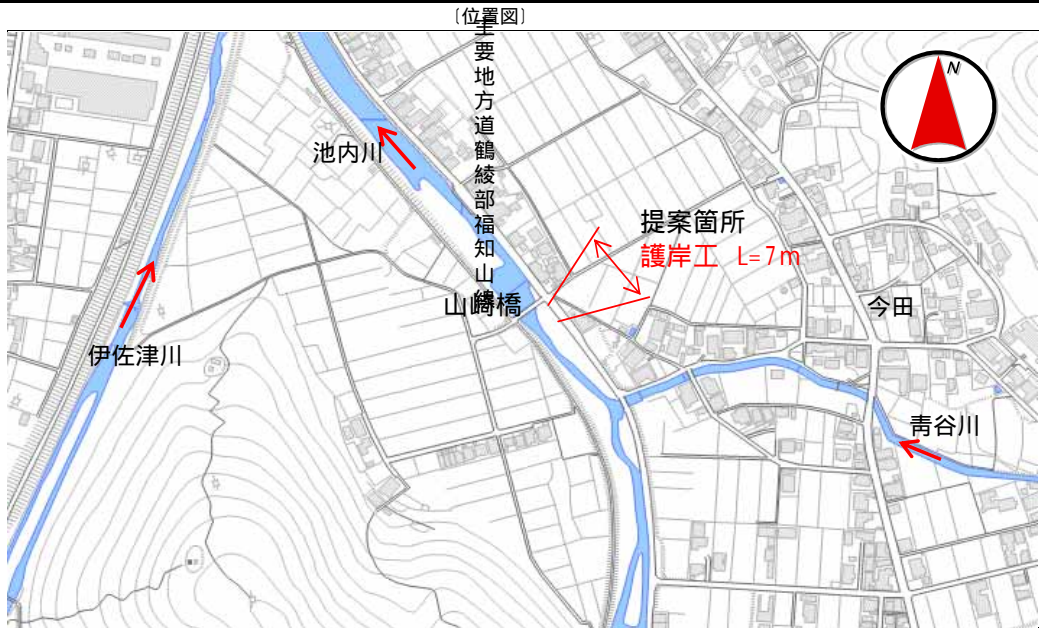 〔位置図〕
主要地方道舞鶴綾部福知山線
N
池内川
提案箇所
護岸工 L=7m
山崎橋
今田
伊佐津川
青谷川